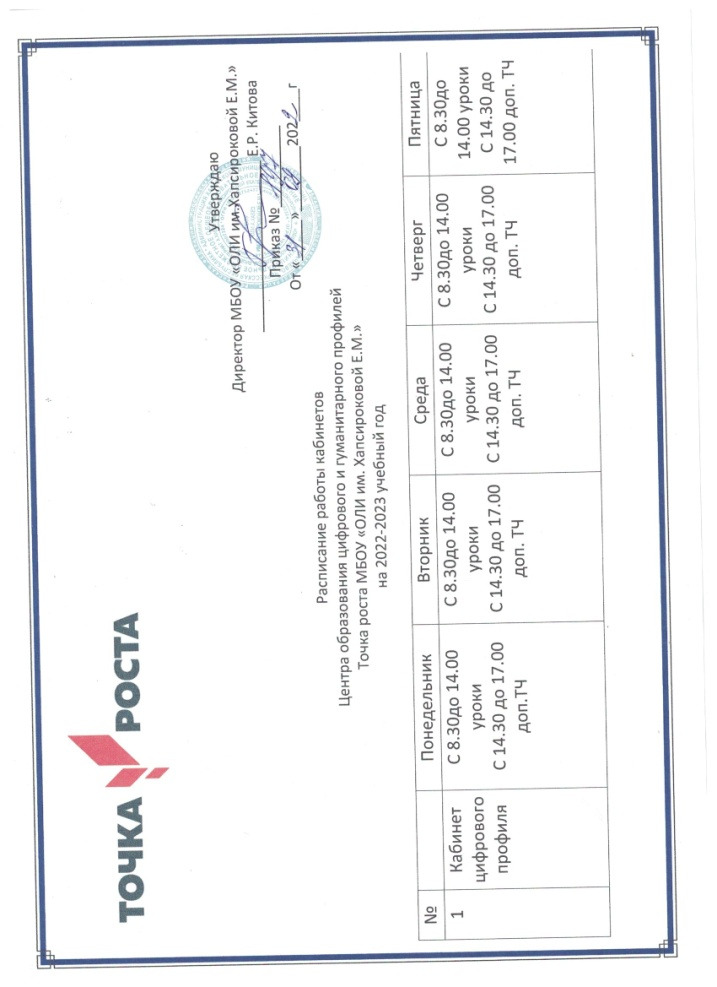 ТОЧКА РОСТА
Утверждаю
Директор МБОУ «ОЛИ им.Хапсироковой Е.М.»
Е.Р. Китова
Приказ №
От « 31 » 2022 г
Расписание работы кабинетов
Центра образования цифрового и гуманитарного профилей
Точка роста МБОУ «ОЛИ им. Хапсироковой Е.М.»
на 2022-2023 учебный год
№ Понедельник Вторник Среда Четверг Пятница
1 Кабинет С 8.30до 14.00 С 8.30до 14.00 С 8.30до 14.00 С 8.30до 14.00 С 8.30до
цифрового уроки уроки уроки уроки 14.00 уроки
профиля С 14.30 до 17.00 С 14.30 до 17.00 С 14.30 до 17.00 С 14.30 до 17.00 С 14.30 до
доп.ТЧ доп. ТЧ доп. ТЧ доп. ТЧ 17.00 доп. ТЧ